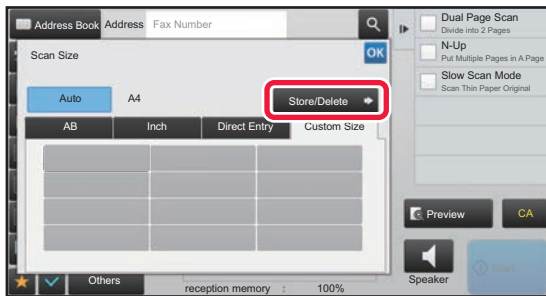 Address Book Address Fax Number
Scan Size
OK
Auto A4 Store/Delete
AB Inch Direct Entry Custom Size
Dual Page Scan
Divide into 2 Pages
N-Up
Put Multiple Pages in A Page
Slow Scan Mode
Scan Thin Paper Original
Preview CA
Start
Speaker
Others
reception memory : 100%